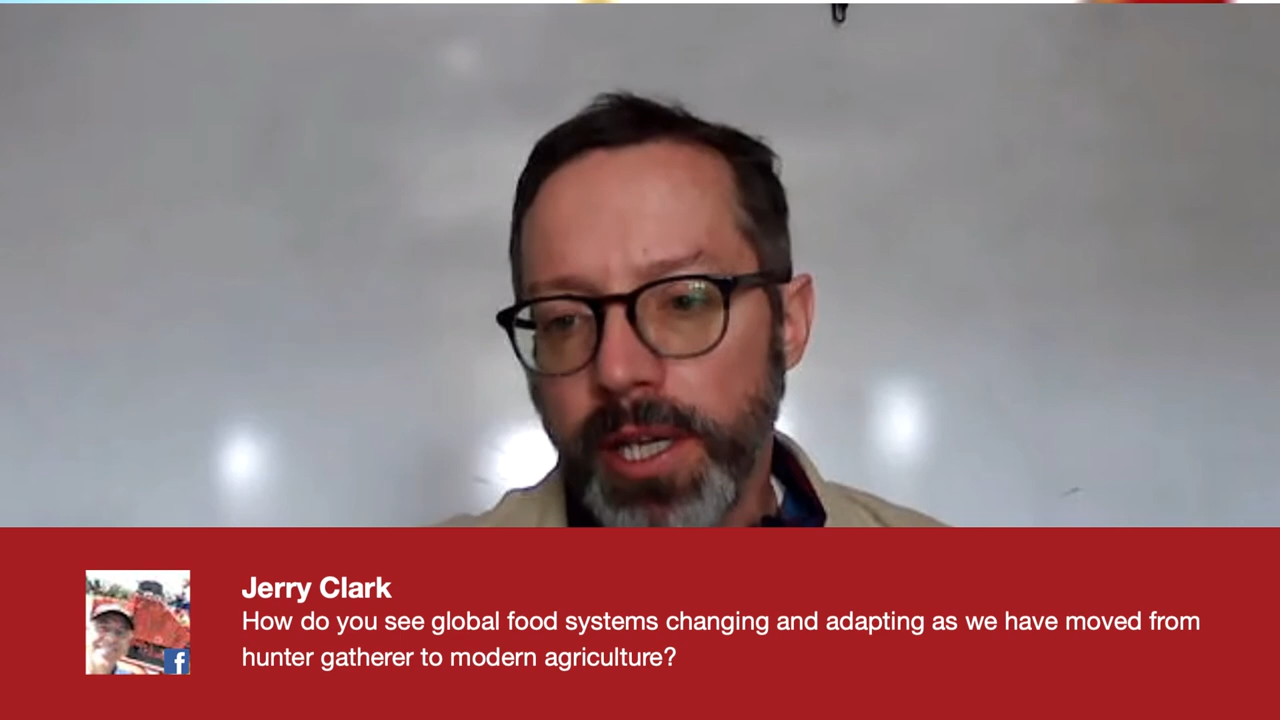 Jerry Clark
How do you see global food systems changing and adapting as we have moved from
hunter gatherer to modern agriculture?